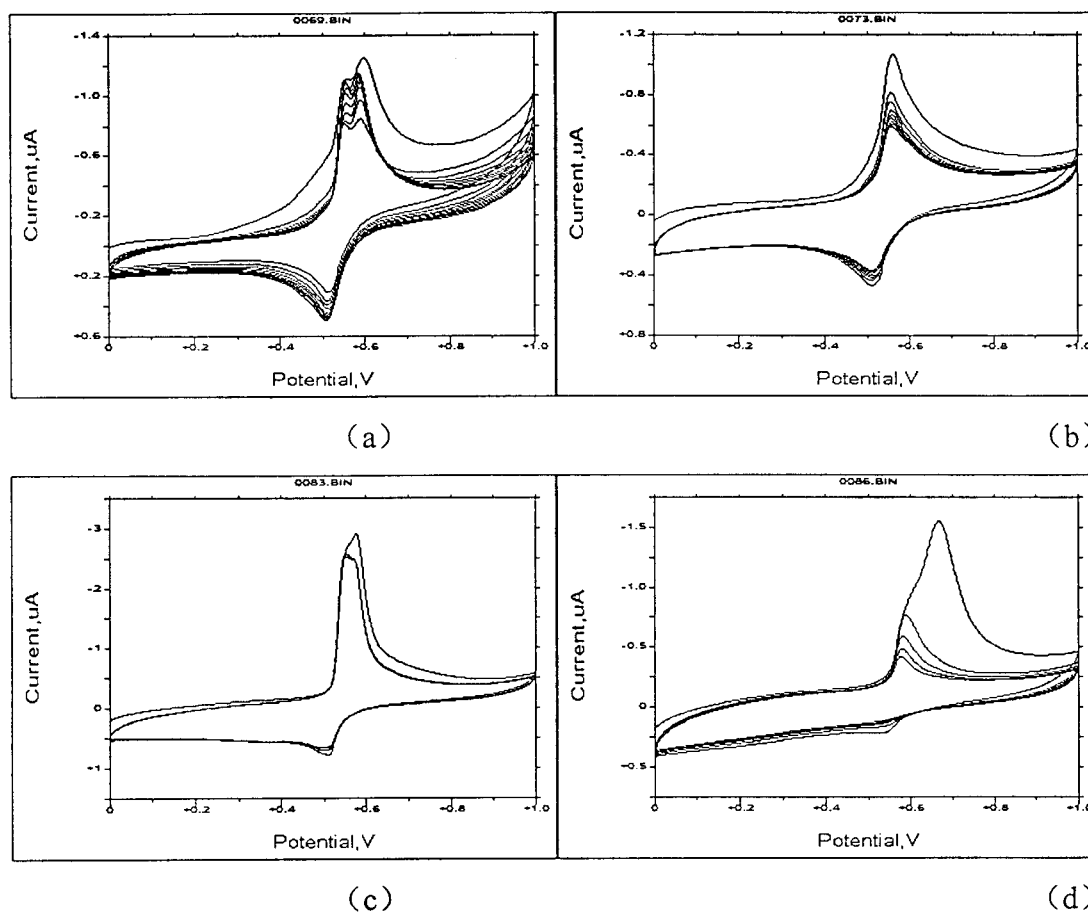 0069.BIN
-1.4
-1.0
-0.6
-0.2
+0.2
+0.6
Current,uA
0
+0.2
+0.4
+0.6
+0.8
+1.0
Potential,V
(a)
0073.BIN
-1.2
-0.8
-0.4
0
+0.4
+0.8
Current,uA
0
+0.2
+0.4
+0.6
+0.8
+1.0
Potential,V
(b)
0083.BIN
-3
-2
-1
0
+1
Current,uA
0
+0.2
+0.4
+0.6
+0.8
+1.0
Potential,V
(c)
0086.BIN
-1.5
-1.0
-0.5
0
+0.5
Current,uA
0
+0.2
+0.4
+0.6
+0.8
+1.0
Potential,V
(d)